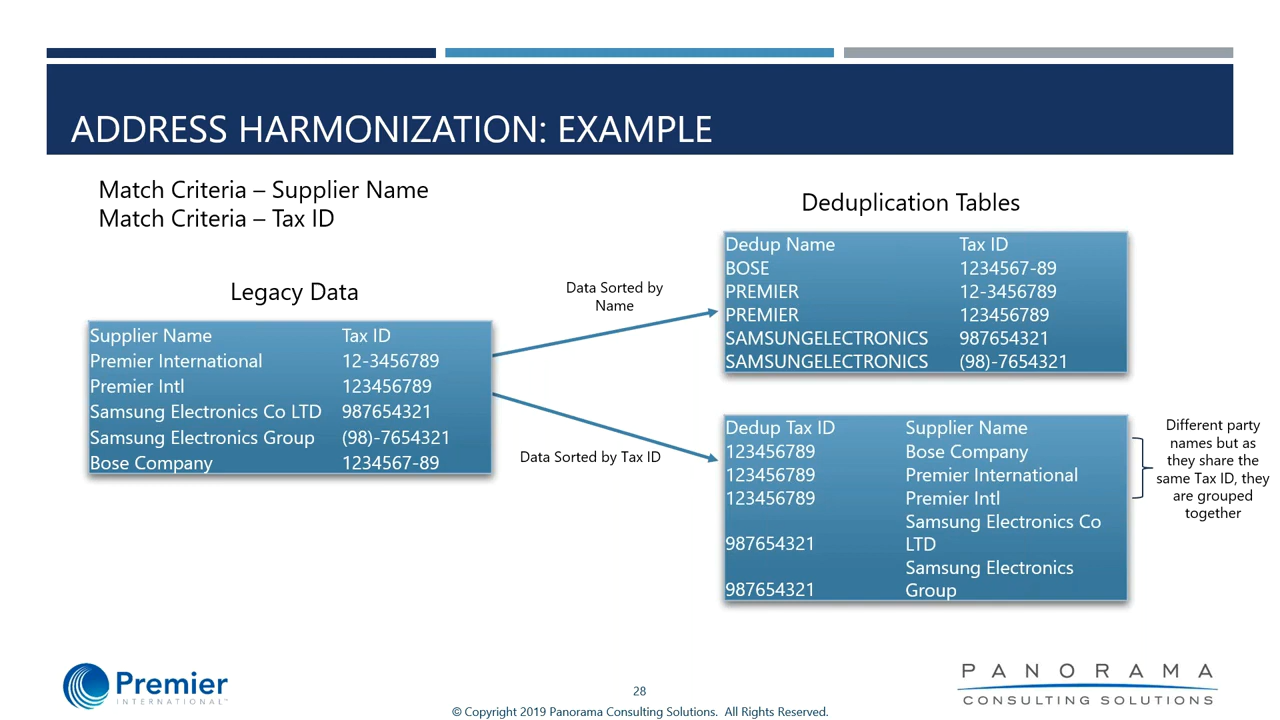 ADDRESS HARMONIZATION: EXAMPLE
Match Criteria – Supplier Name
Match Criteria – Tax ID
Legacy Data
Supplier Name Tax ID
Premier International 12-3456789
Premier Intl 123456789
Samsung Electronics Co LTD 987654321
Samsung Electronics Group (98)-7654321
Bose Company 1234567-89
Data Sorted by
Name
Data Sorted by Tax ID
Deduplication Tables
Dedup Name Tax ID
BOSE 1234567-89
PREMIER 12-3456789
PREMIER 123456789
SAMSUNGELECTRONICS 987654321
SAMSUNGELECTRONICS (98)-7654321
Dedup Tax ID Supplier Name
123456789 Bose Company
123456789 Premier International
123456789 Premier Intl
Samsung Electronics Co
987654321 LTD
Samsung Electronics
987654321 Group
Different party
names but as
they share the
same Tax ID, they
are grouped
together
Premier
INTERNATIONAL™
28
© Copyright 2019 Panorama Consulting Solutions. All Rights Reserved.
PANORAMA
CONSULTING SOLUTIONS